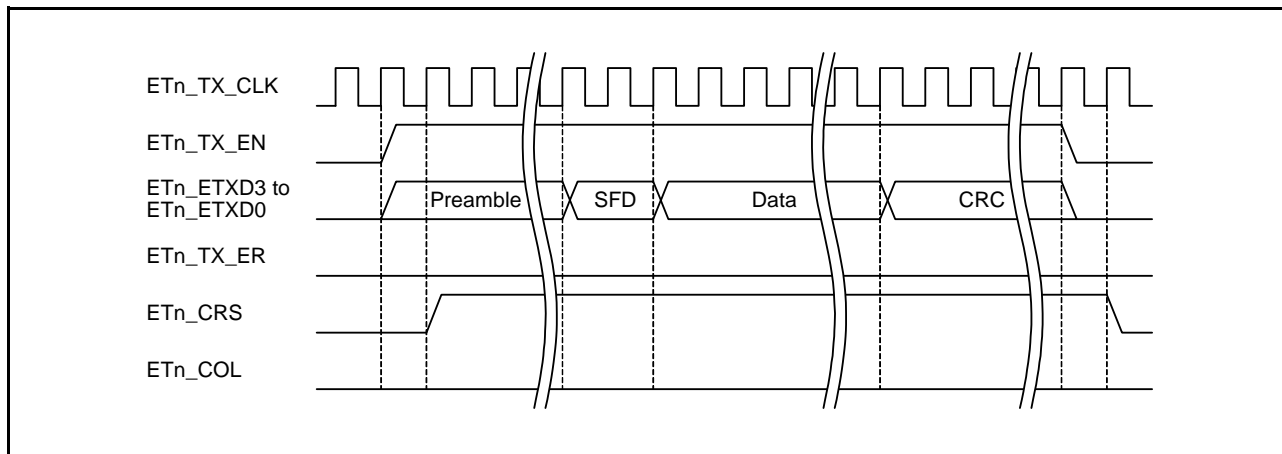 ETn_TX_CLK
ETn_TX_EN
ETn_ETXD3 to
ETn_ETXD0
Preamble
SFD
Data
CRC
ETn_TX_ER
ETn_CRS
ETn_COL